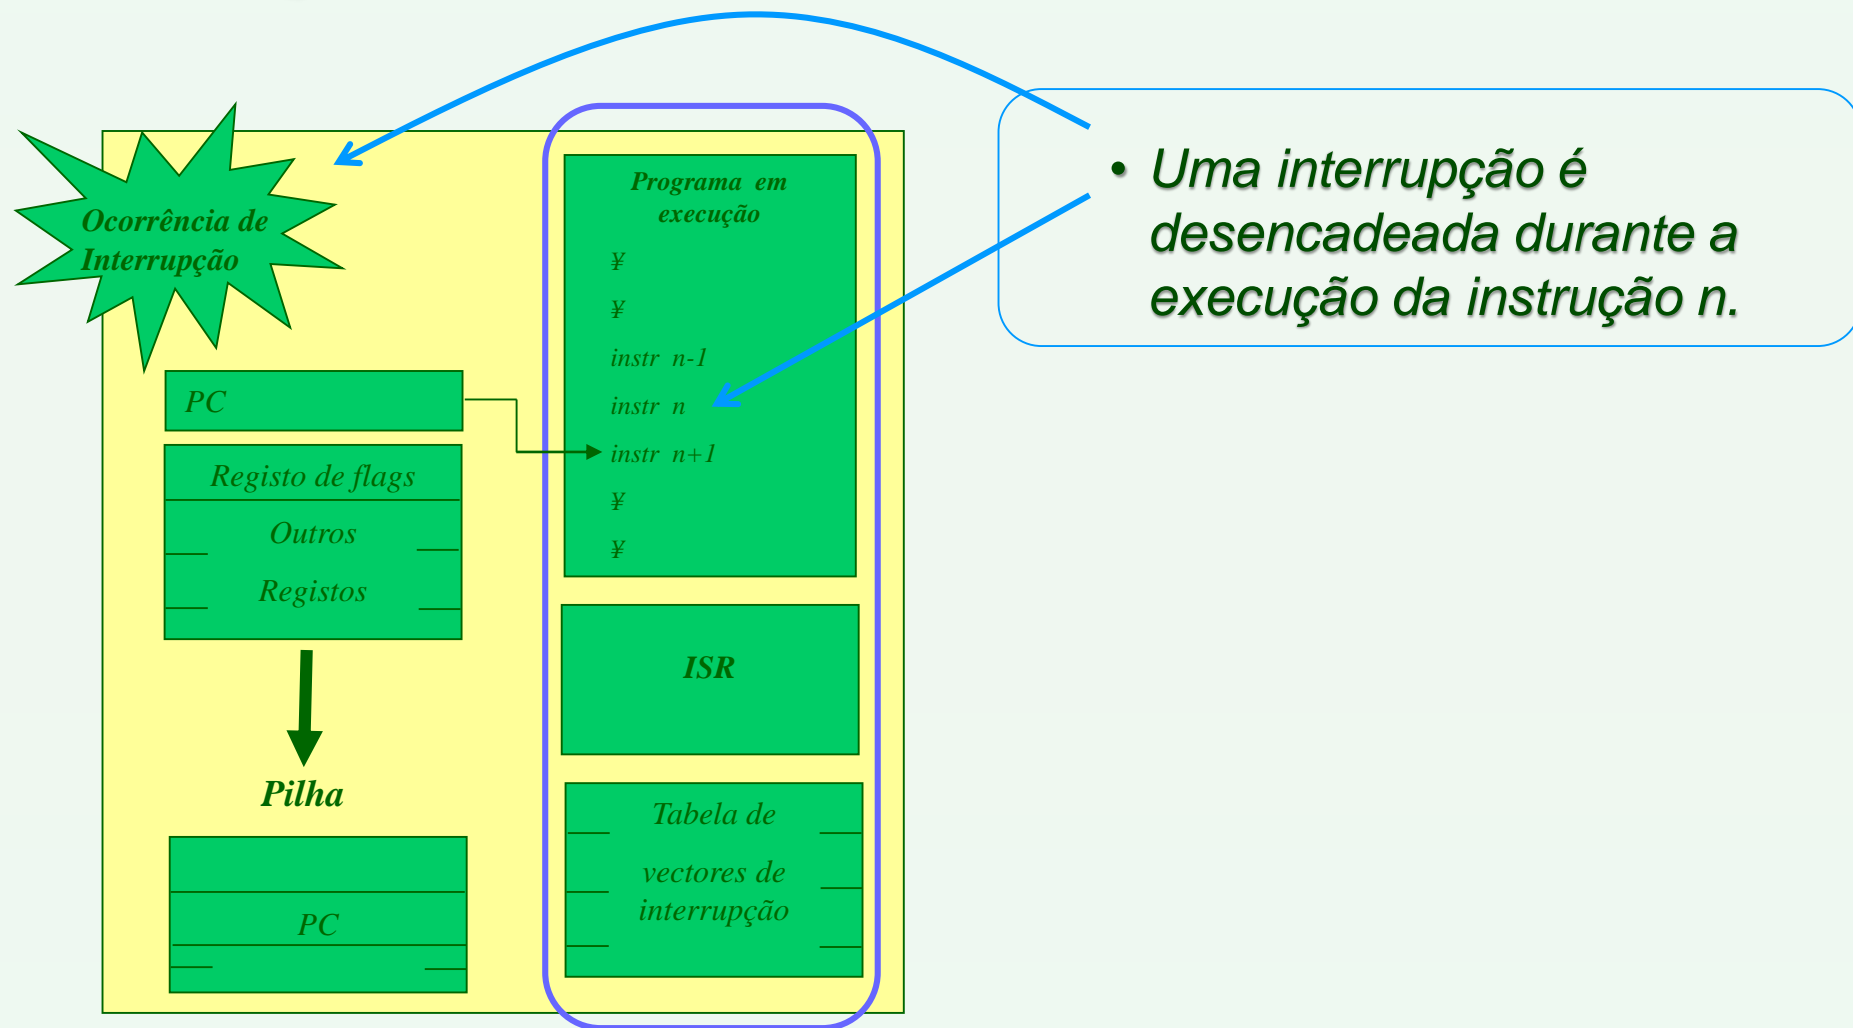 Ocorrência de
Interrupção
PC
Registo de flags
Outros
Registos
Pilha
PC
Programa em
execução
¥
¥
instr n-1
instr n
instr n+1
¥
¥
ISR
Tabela de
vectores de
interrupção
• Uma interrupção é
desencadeada durante a
execução da instrução n.